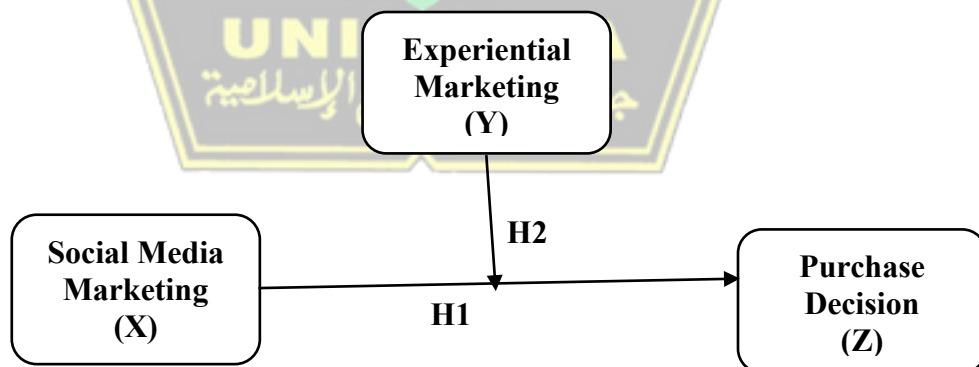 Experiential
Marketing
(Y)
H2
Social Media
Marketing
(X)
H1
Purchase
Decision
(Z)